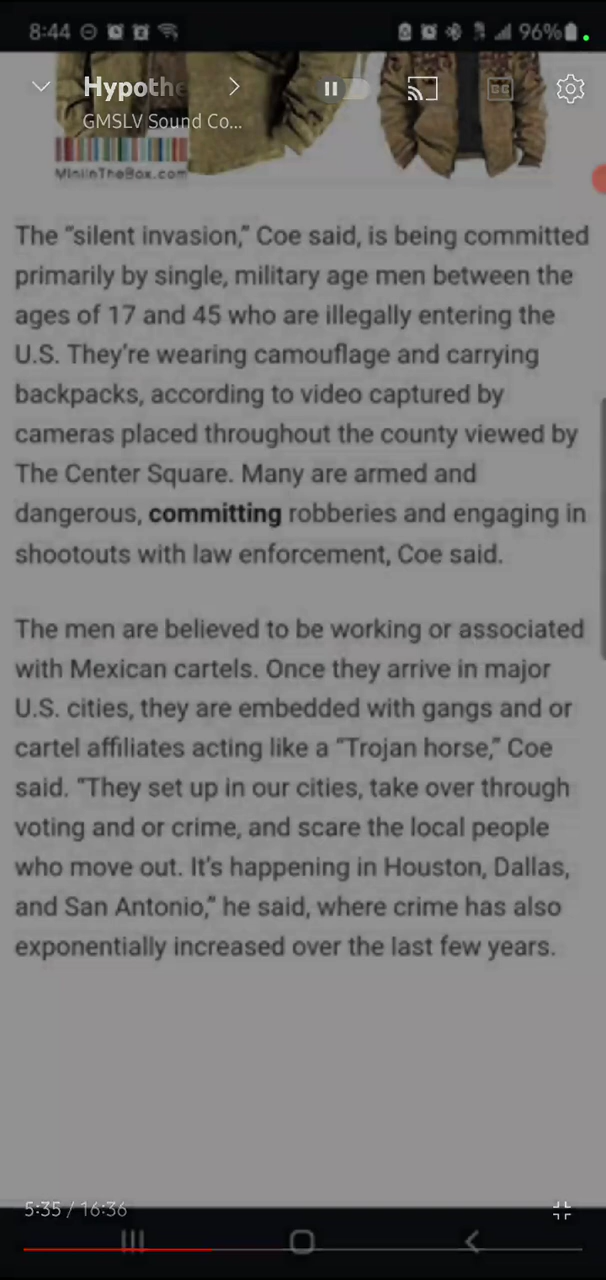 8:44 96%
Hypothe
GMSLV Sound Co...
CC
MiniInTheBox.com
The “silent invasion,” Coe said, is being committed
primarily by single, military age men between the
ages of 17 and 45 who are illegally entering the
U.S. They’re wearing camouflage and carrying
backpacks, according to video captured by
cameras placed throughout the county viewed by
The Center Square. Many are armed and
dangerous, committing robberies and engaging in
shootouts with law enforcement, Coe said.
The men are believed to be working or associated
with Mexican cartels. Once they arrive in major
U.S. cities, they are embedded with gangs and or
cartel affiliates acting like a “Trojan horse,” Coe
said. “They set up in our cities, take over through
voting and or crime, and scare the local people
who move out. It’s happening in Houston, Dallas,
and San Antonio,” he said, where crime has also
exponentially increased over the last few years.
5:35 / 16:36